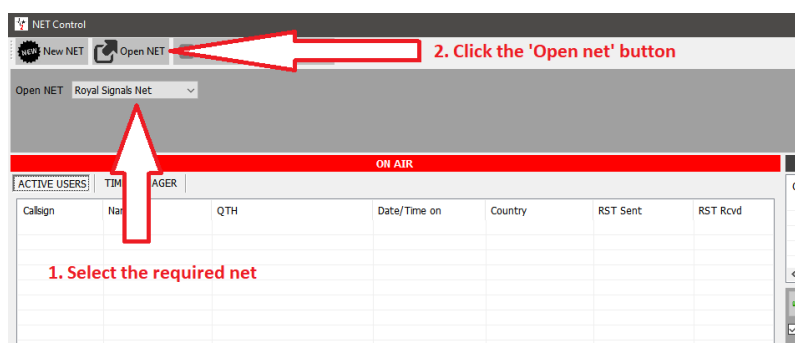 NET Control
NEW New NET Open NET
2. Click the 'Open net' button
Open NET Royal Signals Net
ON AIR
ACTIVE USERS TIM AGER
Callsign Nar QTH Date/Time on Country RST Sent RST Rcvd
1. Select the required net